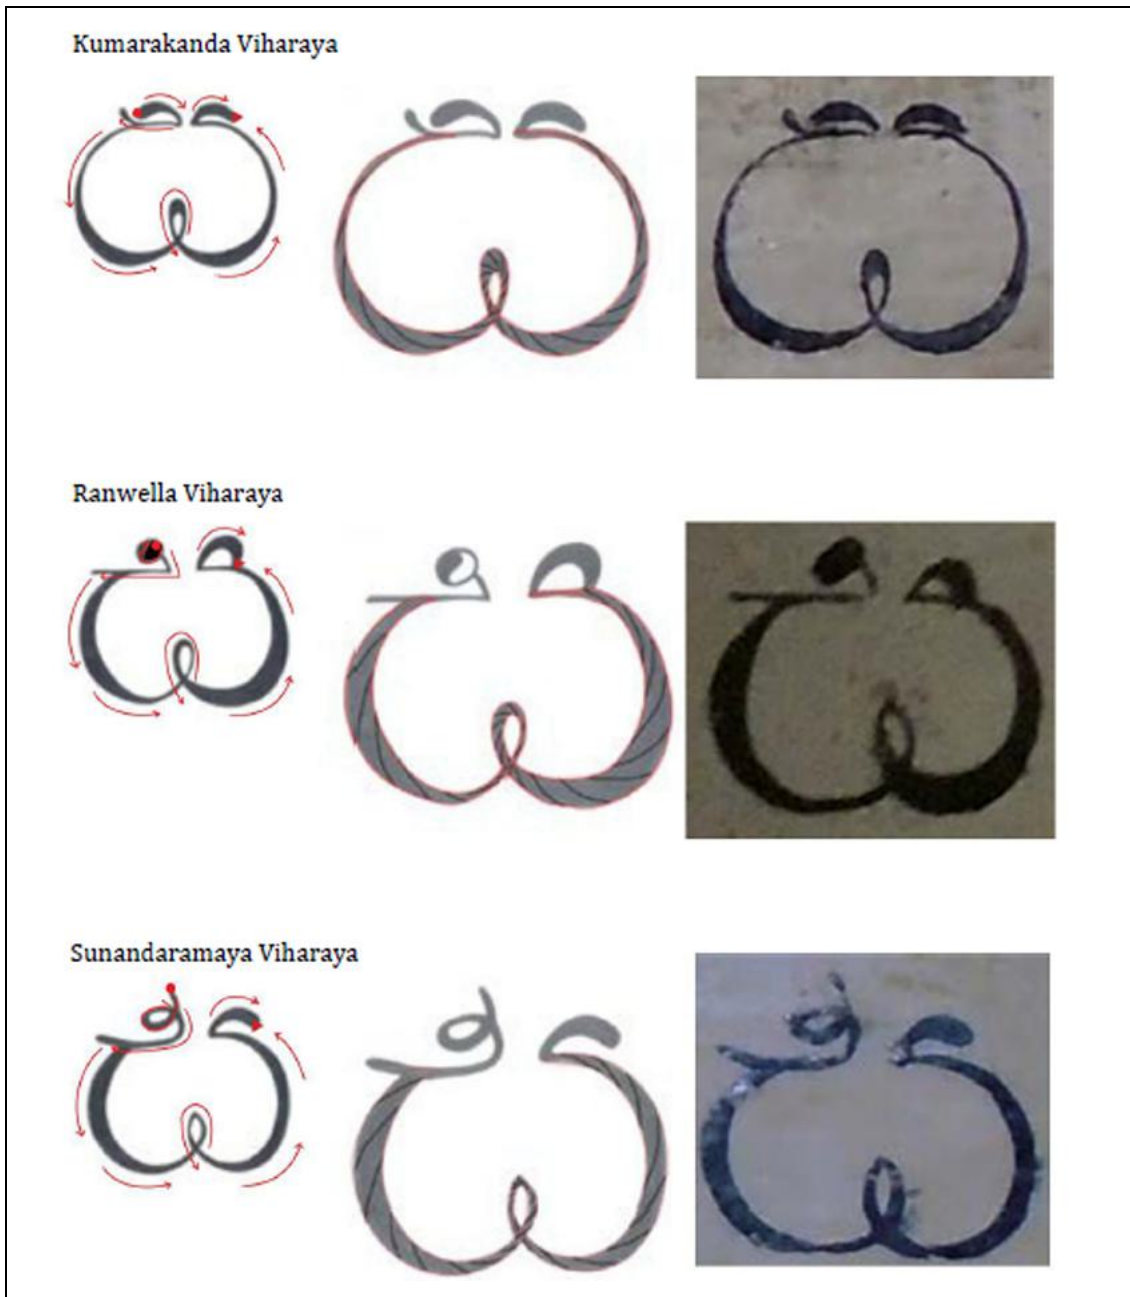 Kumarakanda Viharaya
ස ස ස
Ranwella Viharaya
ස ස ස
Sunandaramaya Viharaya
ස ස ස